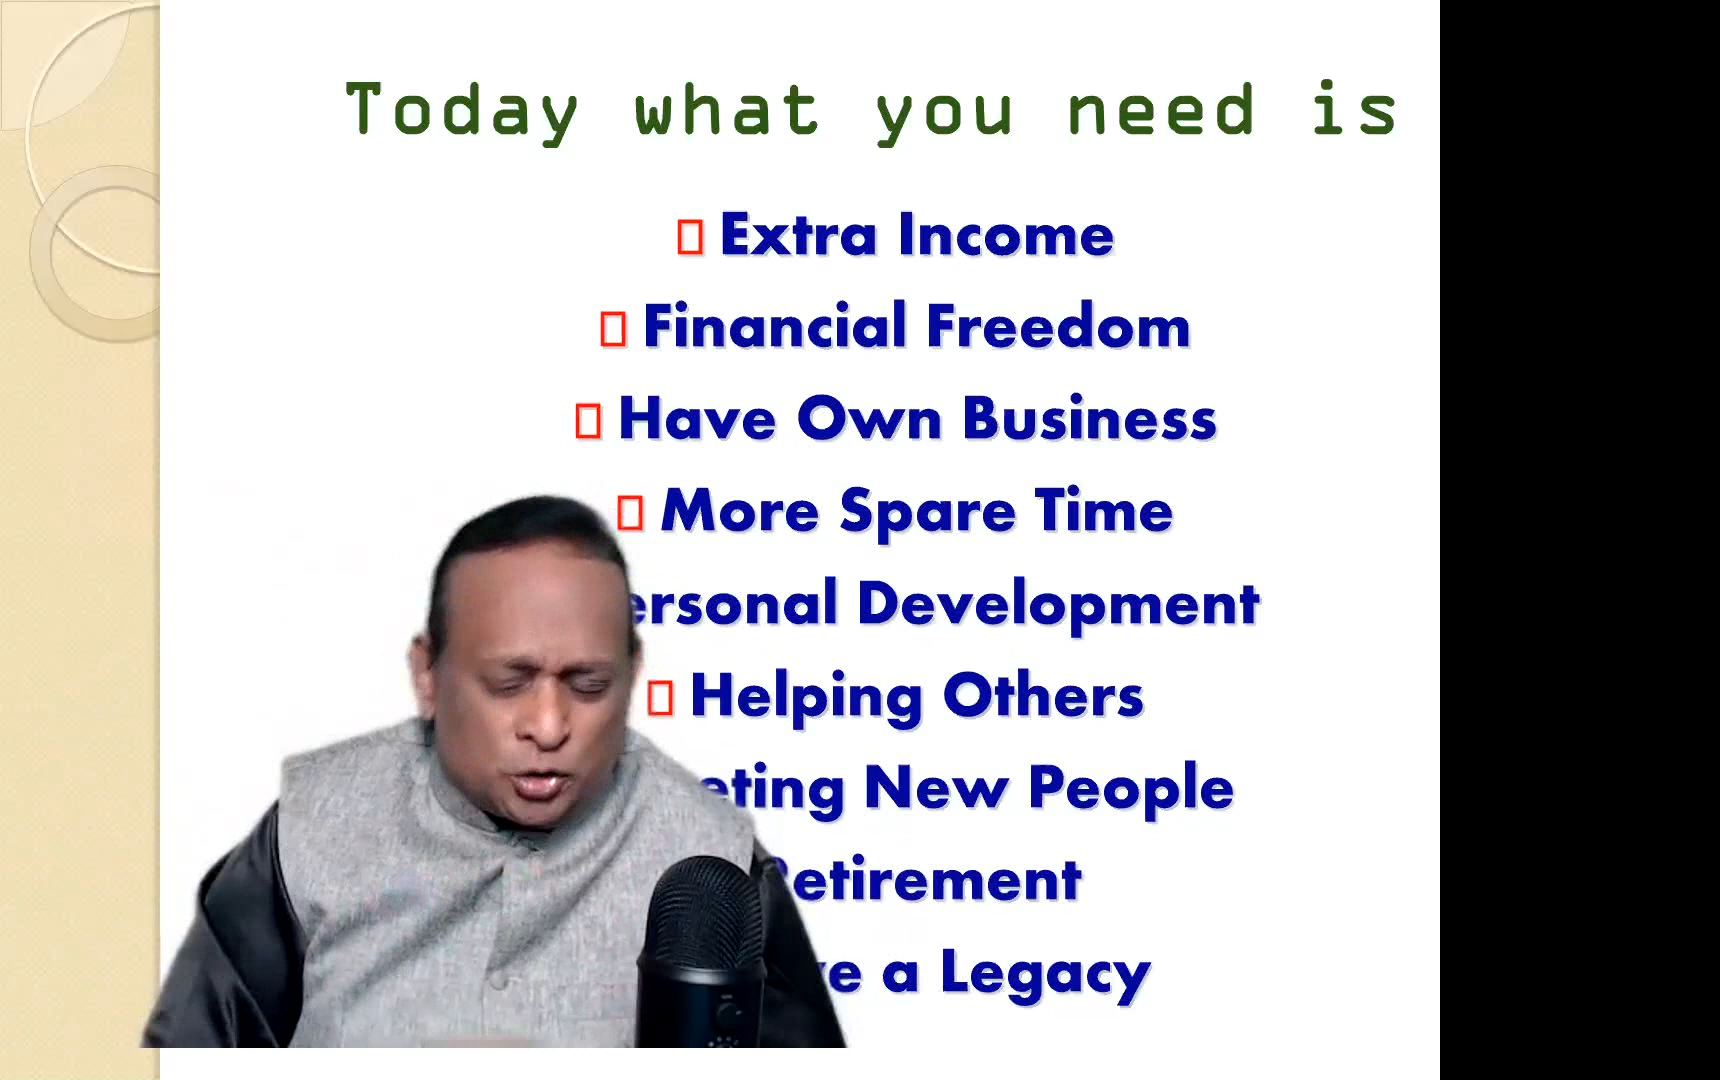 Today what you need is
Extra Income
Financial Freedom
Have Own Business
More Spare Time
ersonal Development
Helping Others
eting New People
etirement
e a Legacy